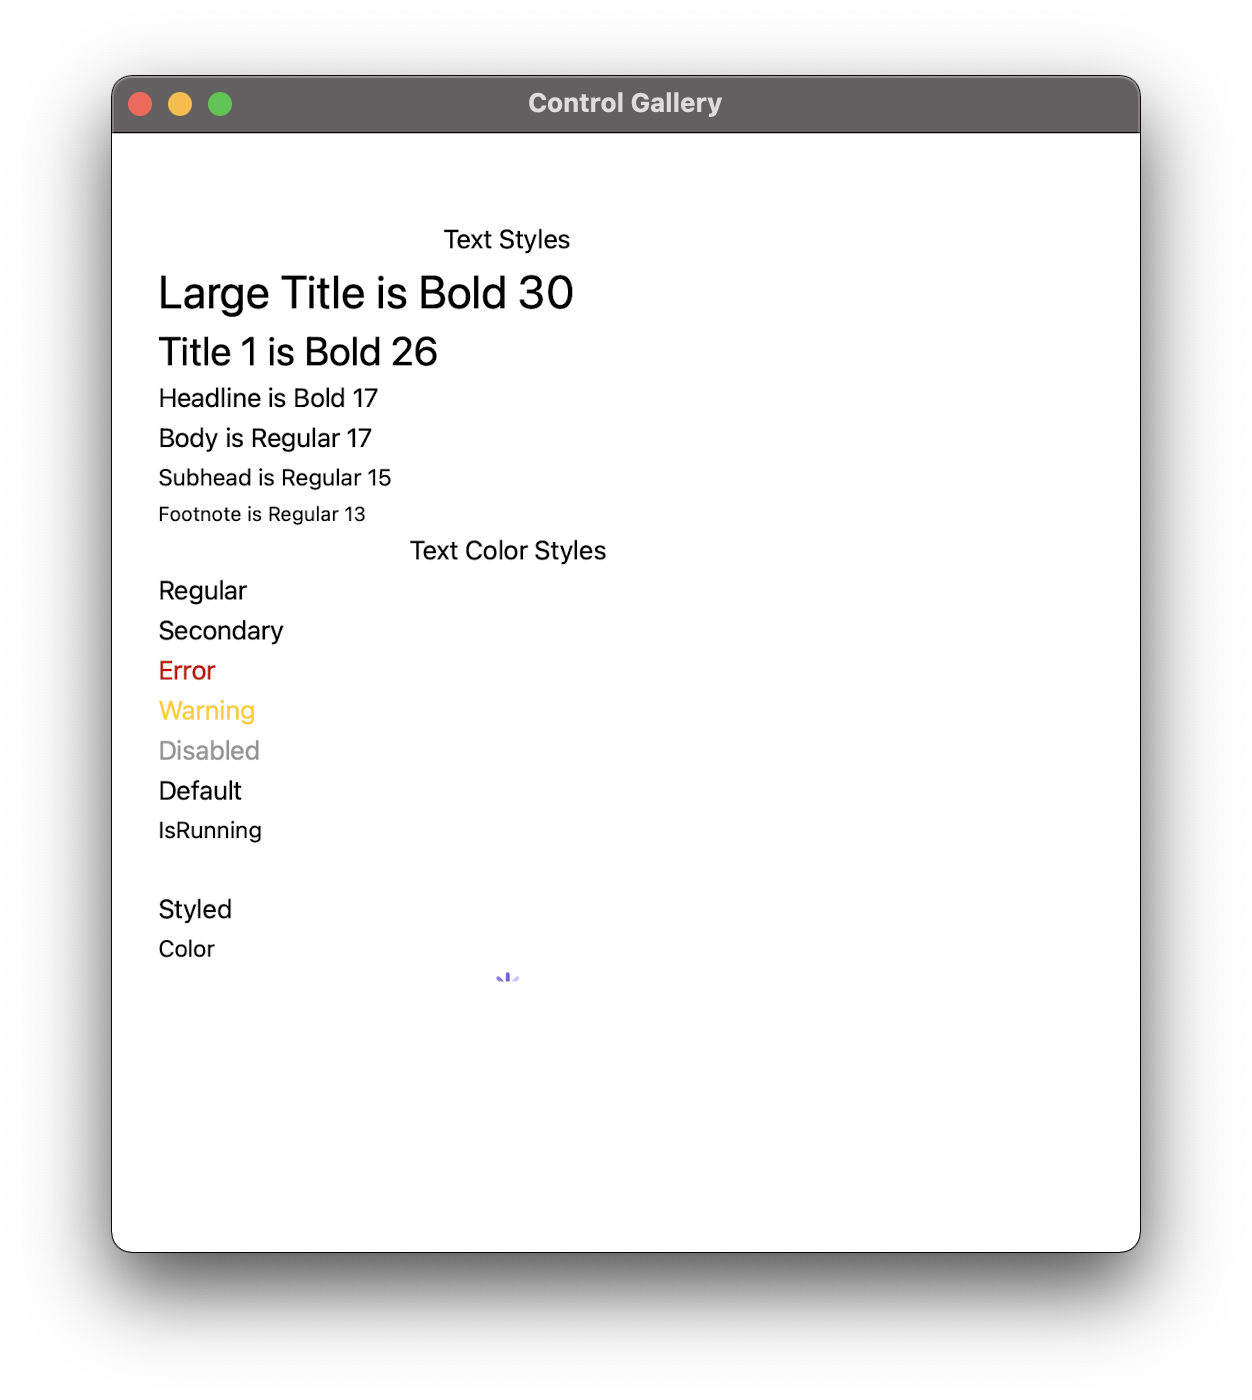 Control Gallery
Text Styles
Large Title is Bold 30
Title 1 is Bold 26
Headline is Bold 17
Body is Regular 17
Subhead is Regular 15
Footnote is Regular 13
Text Color Styles
Regular
Secondary
Error
Warning
Disabled
Default
IsRunning
Styled
Color